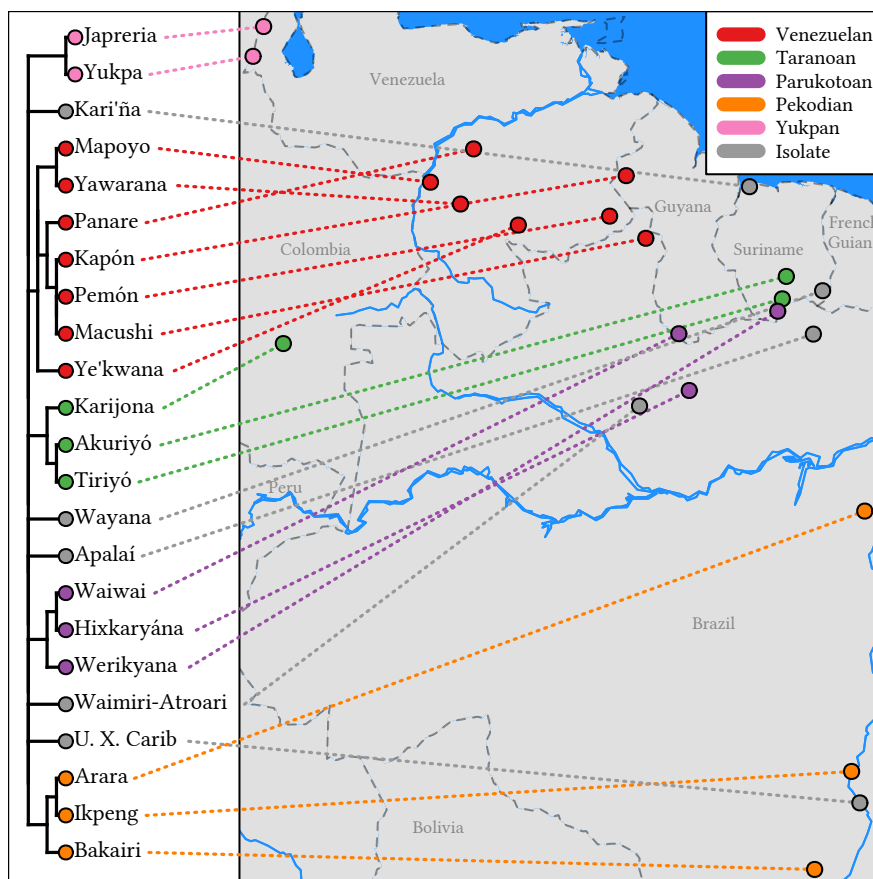 Japreria
Yukpa
Kari'ña
Mapoyo
Yawarana
Panare
Kapón
Pemón
Macushi
Ye'kwana
Karijona
Akuriyó
Tiriyó
Wayana
Apalaí
Waiwai
Hixkaryána
Werikyana
Waimiri-Atroari
U. X. Carib
Arara
Ikpeng
Bakairi
Venezuela
Colombia
Guyana
Suriname
French
Guian
Peru
Brazil
Bolivia
Venezuelan
Taranoan
Parukotoan
Pekodian
Yukpan
Isolate